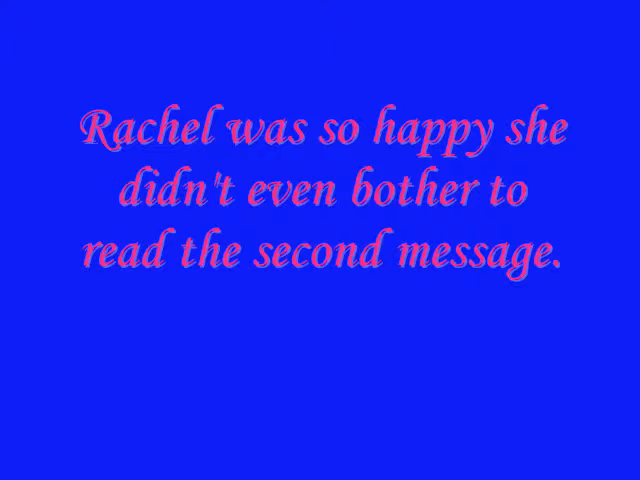 Rachel was so happy she
didn't even bother to
read the second message.